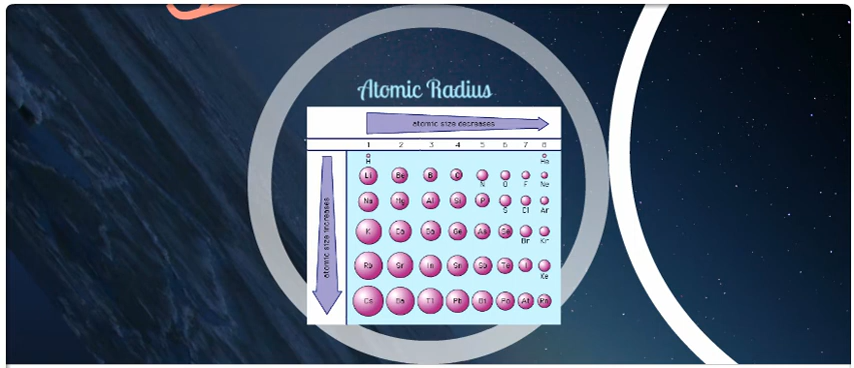 Atomic Radius
atomic size decreases
1 2 3 4 5 6 7 8
H He
Li Be B C N O F Ne
Na Mg Al Si P S Cl Ar
atomic size increases
K Ca Ga Ge As Se Br Kr
Rb Sr In Sn Sb Te I Xe
Cs Ba Tl Pb Bi Po At Rn